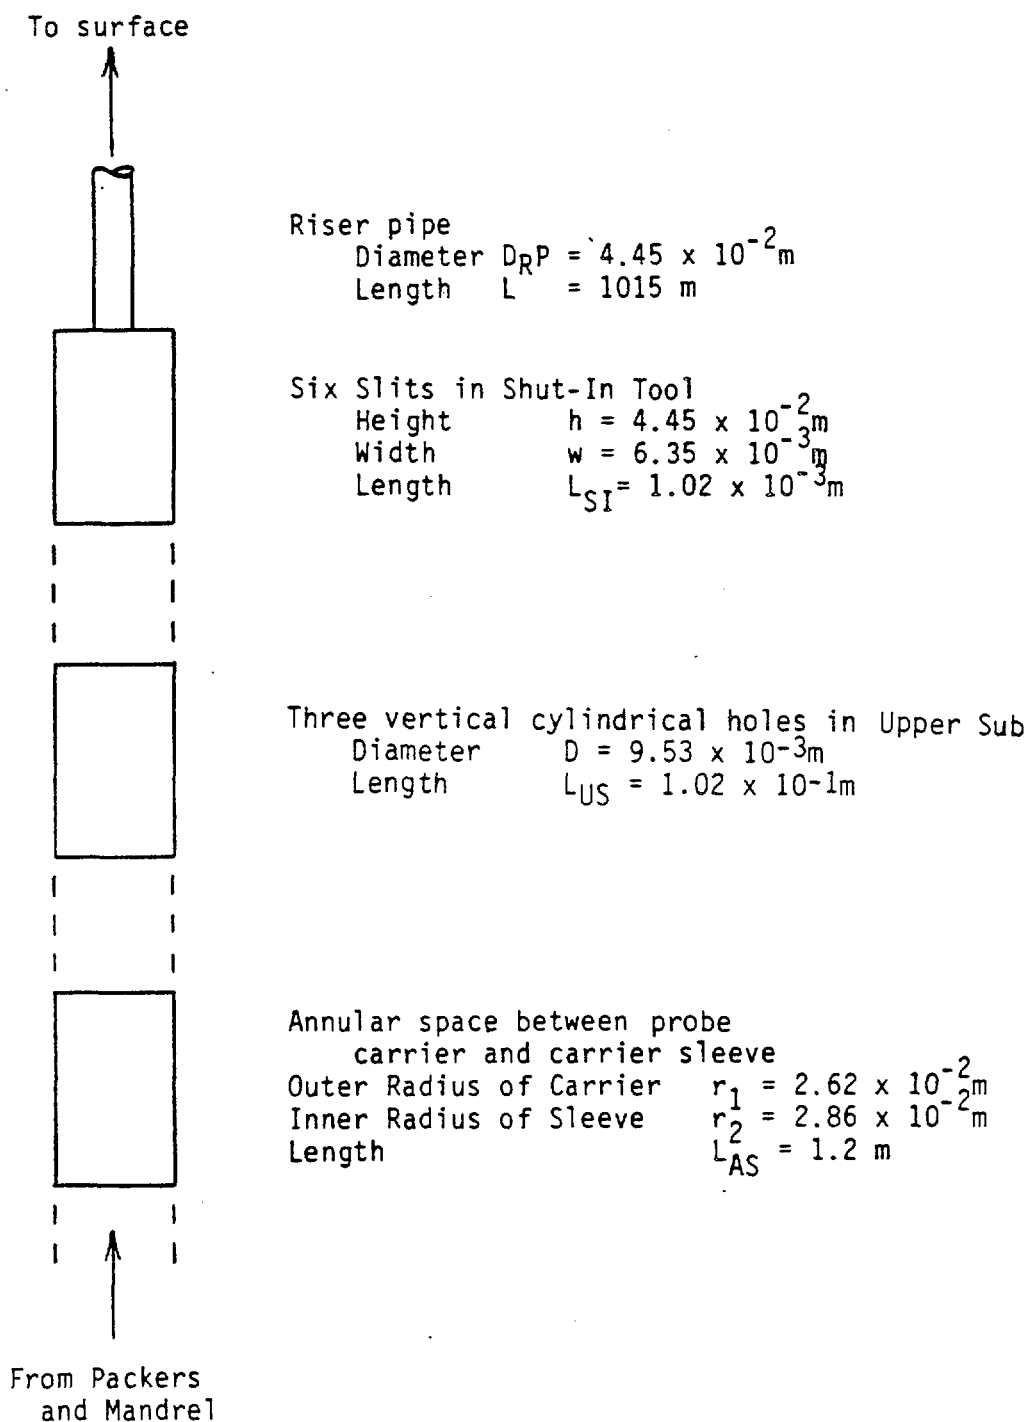 To surface
Riser pipe
Diameter D_RP = 4.45 x 10^-2m
Length L = 1015 m
Six Slits in Shut-In Tool
Height h = 4.45 x 10^-2m
Width w = 6.35 x 10^-3m
Length L_SI = 1.02 x 10^-3m
Three vertical cylindrical holes in Upper Sub
Diameter D = 9.53 x 10^-3m
Length L_US = 1.02 x 10^-1m
Annular space between probe
carrier and carrier sleeve
Outer Radius of Carrier r_1 = 2.62 x 10^-2m
Inner Radius of Sleeve r_2 = 2.86 x 10^-2m
Length L_AS = 1.2 m
From Packers
and Mandrel